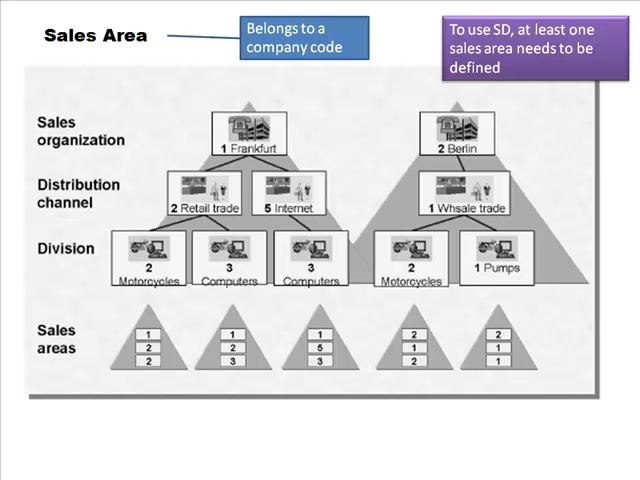 Sales Area
Belongs to a
company code
To use SD, at least one
sales area needs to be
defined
Sales
organization
1 Frankfurt
2 Berlin
Distribution
channel
2 Retail trade
5 Internet
1 Whsale trade
Division
2
Motorcycles
3
Computers
3
Computers
2
Motorcycles
1 Pumps
Sales
areas
1
2
2
1
2
3
1
5
3
2
1
2
2
1
1